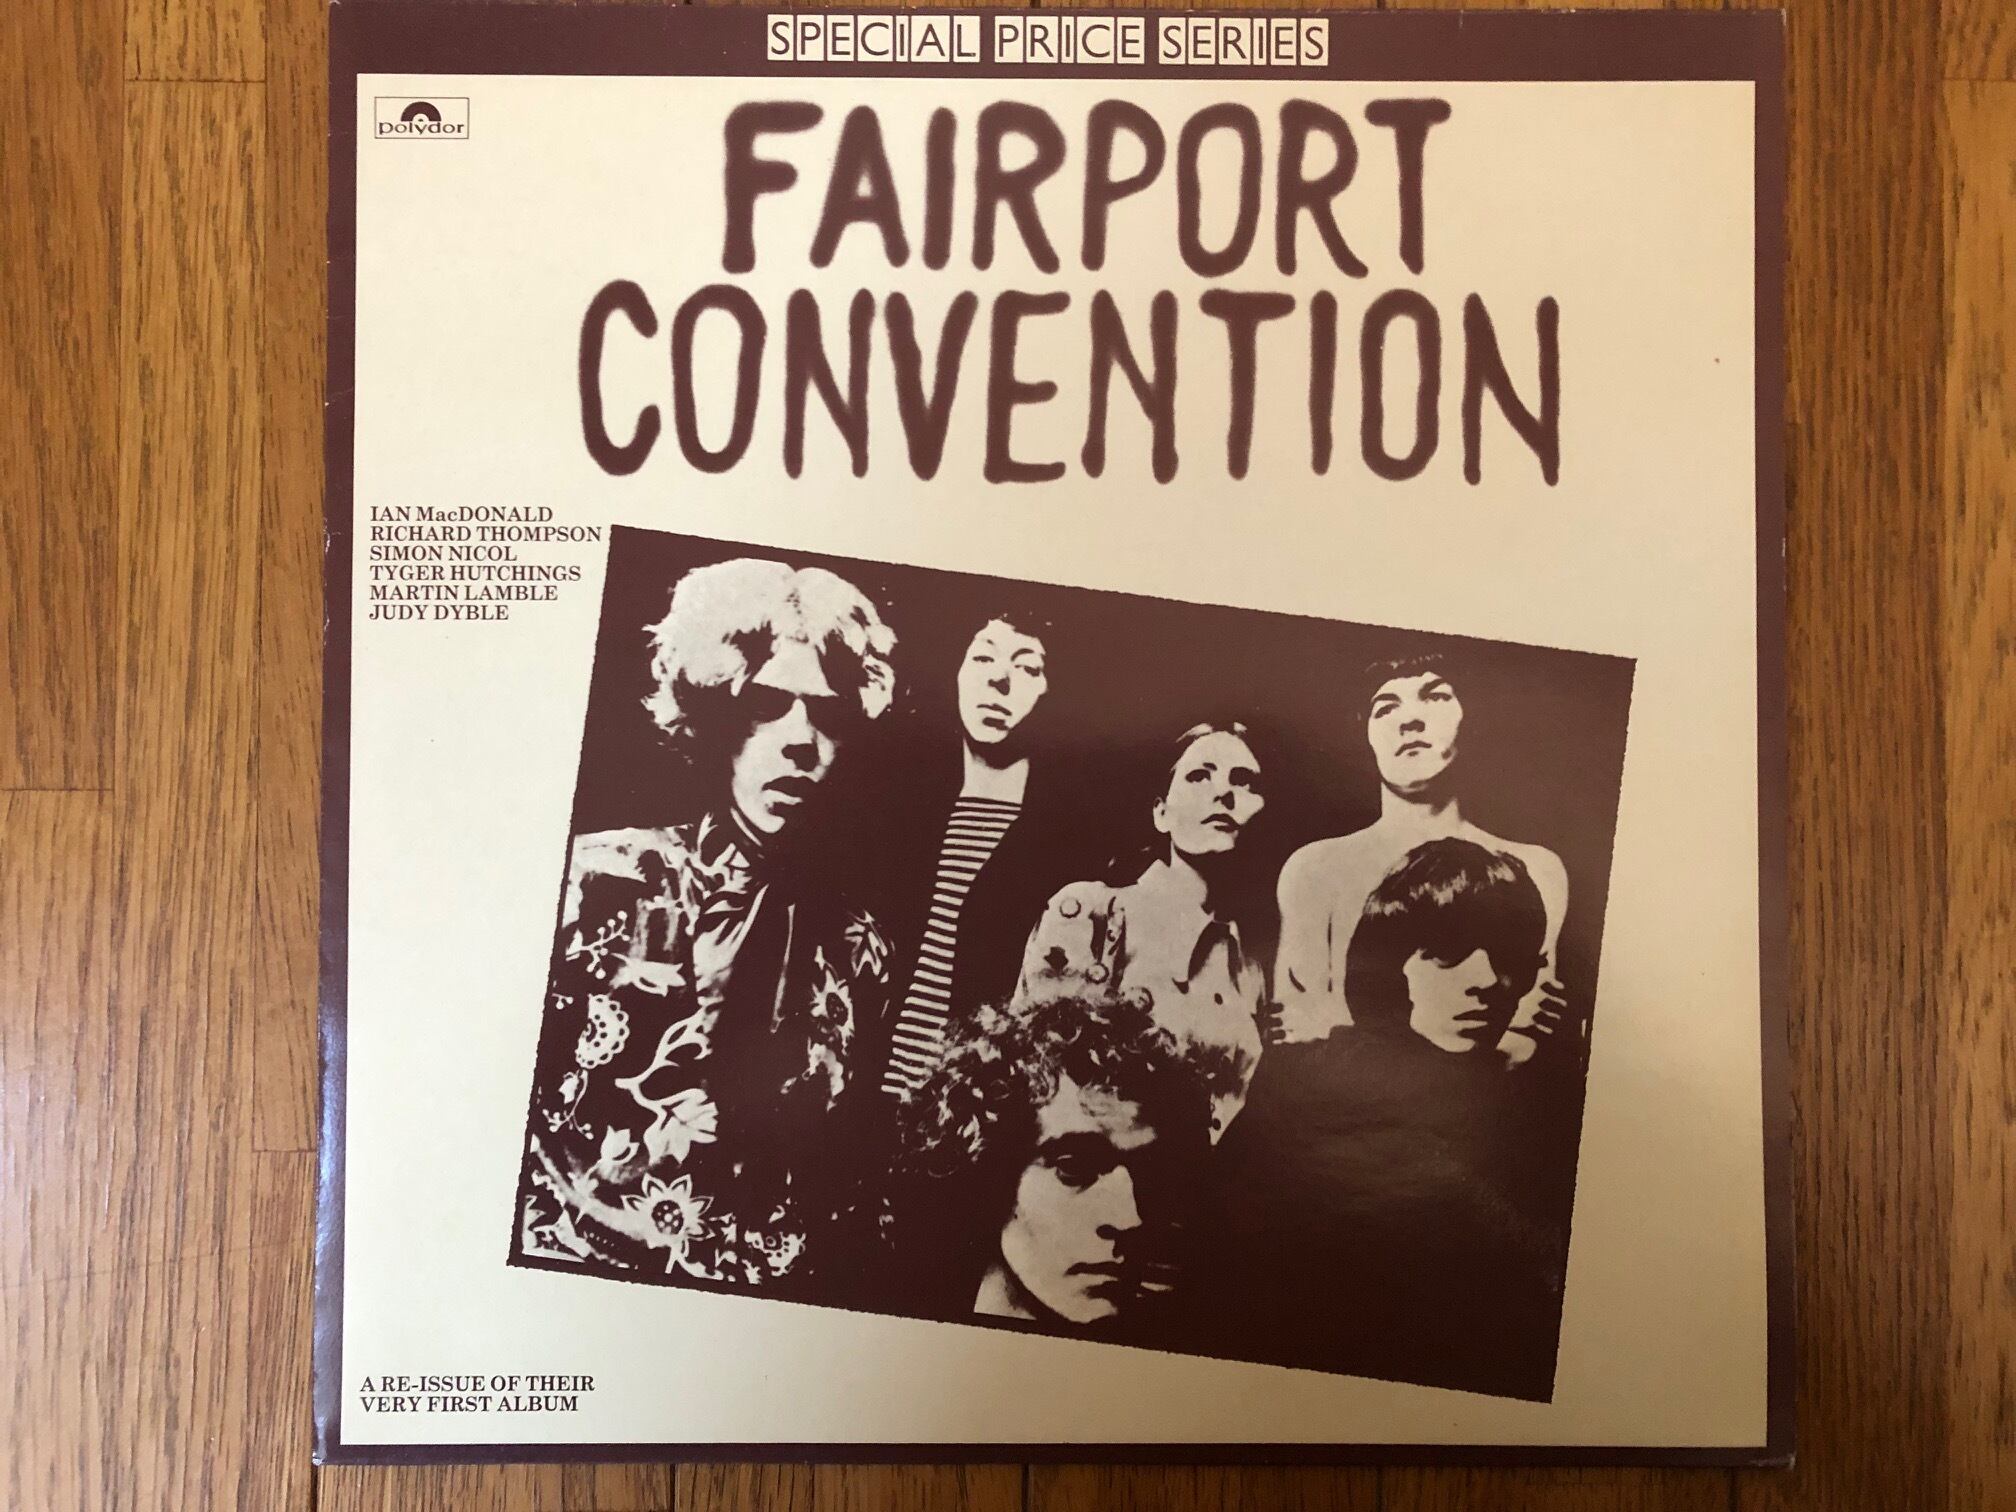 SPECIAL PRICE SERIES
polydor
FAIRPORT
CONVENTION
IAN MacDONALD
RICHARD THOMPSON
SIMON NICOL
TYGER HUTCHINGS
MARTIN LAMBLE
JUDY DYBLE
A RE-ISSUE OF THEIR
VERY FIRST ALBUM